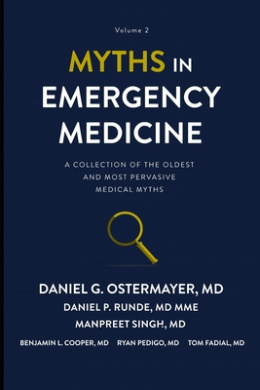 Volume 2
MYTHS IN
EMERGENCY
MEDICINE
A COLLECTION OF THE OLDEST
AND MOST PERVASIVE
MEDICAL MYTHS
DANIEL G. OSTERMAYER, MD
DANIEL P. RUNDE, MD MME
MANPREET SINGH, MD
BENJAMIN L. COOPER, MD RYAN PEDIGO, MD TOM FADIAL, MD